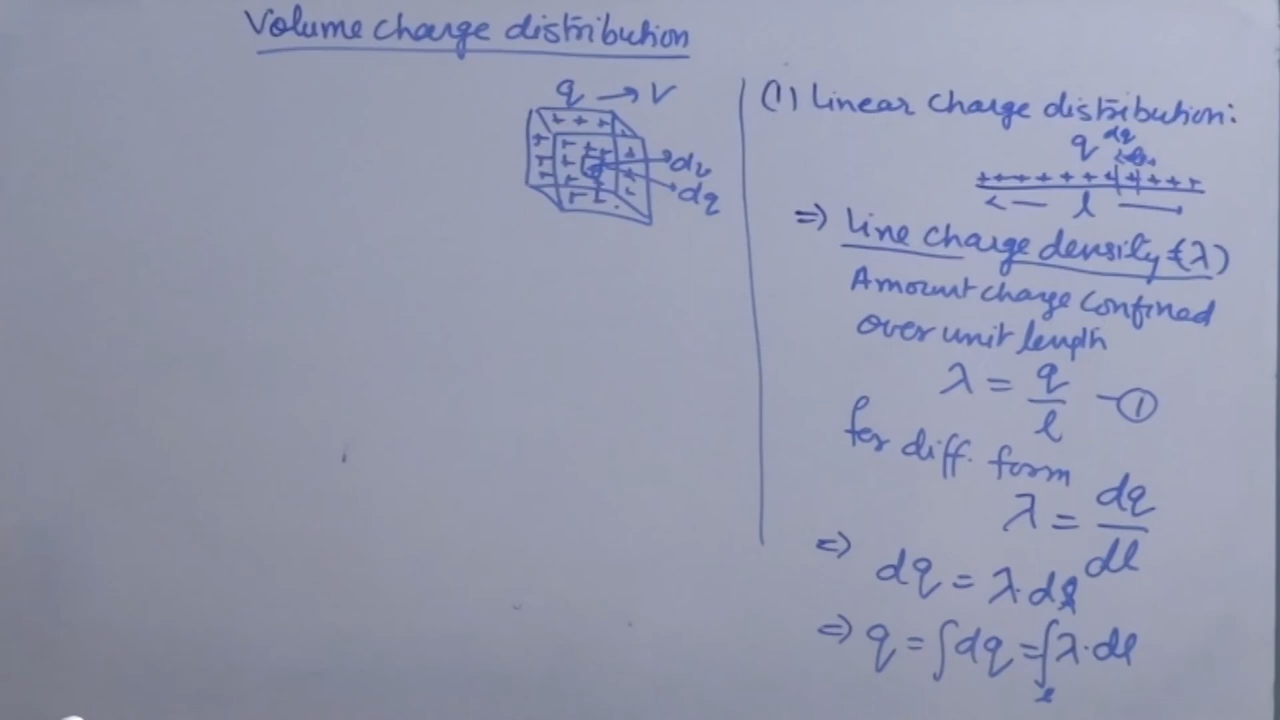 Volume charge distribution
q → V
dv
dq
(1) Linear charge distribution:
q dq
l
⇒ Line charge density (λ)
Amount charge confined
over unit length
λ = q/l —①
for diff. form
λ = dq/dl
⇒ dq = λ.dl
⇒ q = ∫dq = ∫λ.dl
l